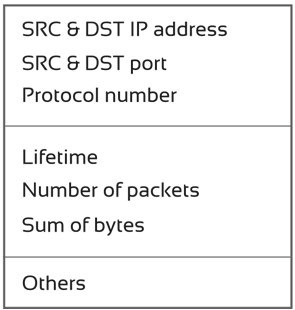 SRC & DST IP address
SRC & DST port
Protocol number
Lifetime
Number of packets
Sum of bytes
Others